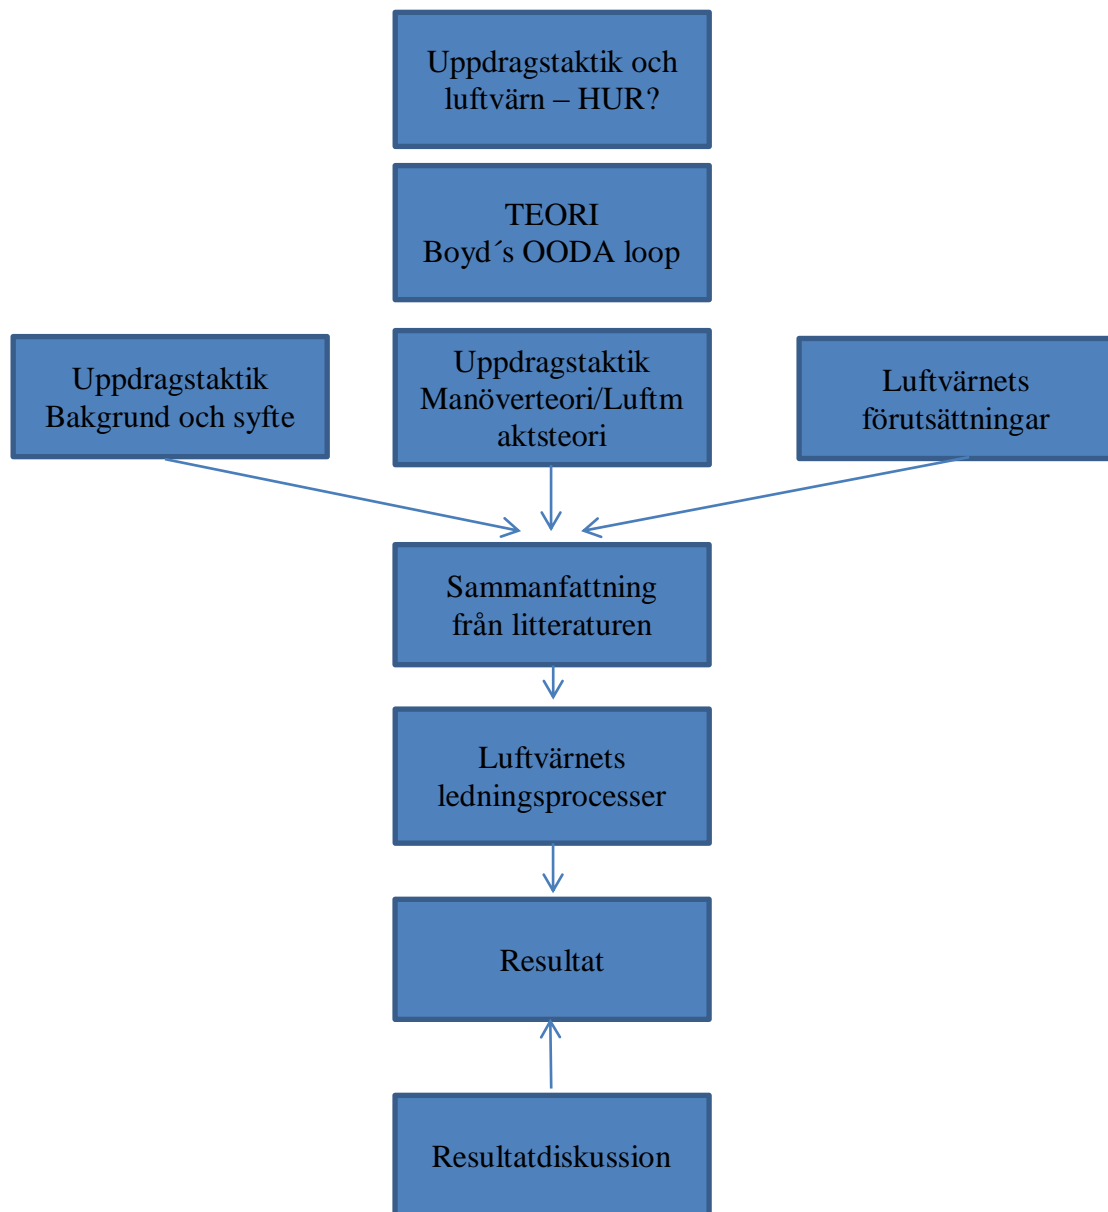 Uppdragstaktik och
luftvärn – HUR?
TEORI
Boyd´s OODA loop
Uppdragstaktik
Bakgrund och syfte
Uppdragstaktik
Manöverteori/Luftm
aktsteori
Luftvärnets
förutsättningar
Sammanfattning
från litteraturen
Luftvärnets
ledningsprocesser
Resultat
Resultatdiskussion